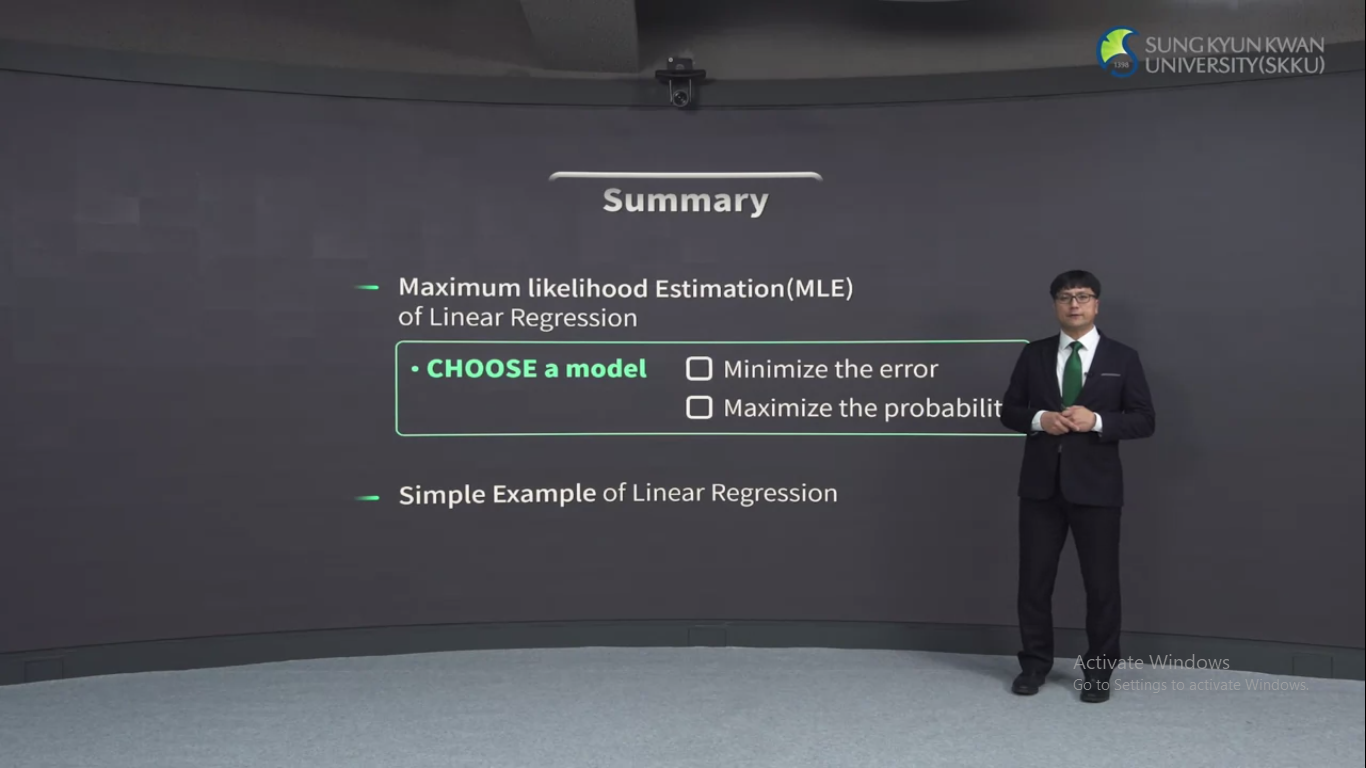 SUNG KYUN KWAN
UNIVERSITY(SKKU)
1398
Summary
Maximum likelihood Estimation(MLE)
of Linear Regression
• CHOOSE a model
Minimize the error
Maximize the probabilit
Simple Example of Linear Regression
Activate Windows
Go to Settings to activate Windows.